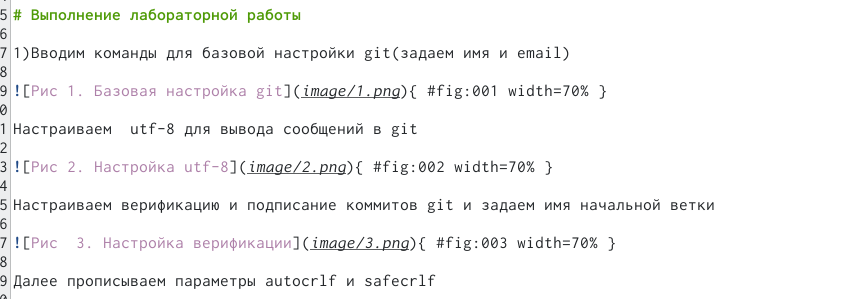 5 # Выполнение лабораторной работы
6
7 1)Вводим команды для базовой настройки git(задаем имя и email)
8
9 ![Рис 1. Базовая настройка git](image/1.png){ #fig:001 width=70% }
0
1 Настраиваем  utf-8 для вывода сообщений в git
2
3 ![Рис 2. Настройка utf-8](image/2.png){ #fig:002 width=70% }
4
5 Настраиваем верификацию и подписание коммитов git и задаем имя начальной ветки
6
7 ![Рис  3. Настройка верификации](image/3.png){ #fig:003 width=70% }
8
9 Далее прописываем параметры autocrlf и safecrlf